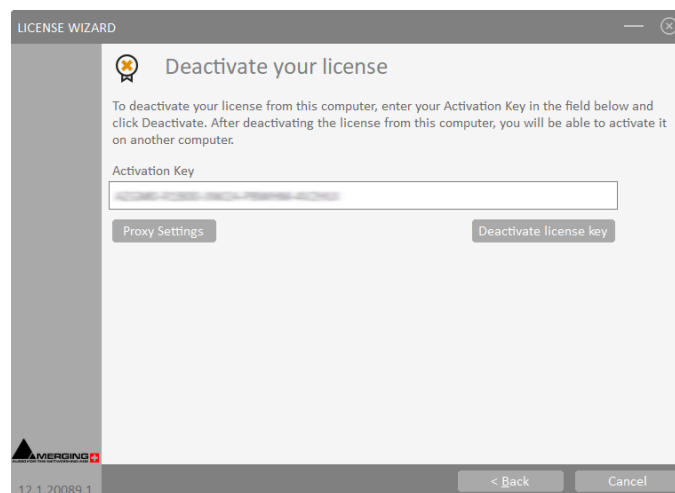 LICENSE WIZARD
Deactivate your license
To deactivate your license from this computer, enter your Activation Key in the field below and
click Deactivate. After deactivating the license from this computer, you will be able to activate it
on another computer.
Activation Key
Proxy Settings
Deactivate license key
MERGING
< Back
Cancel
12.1.20089.1